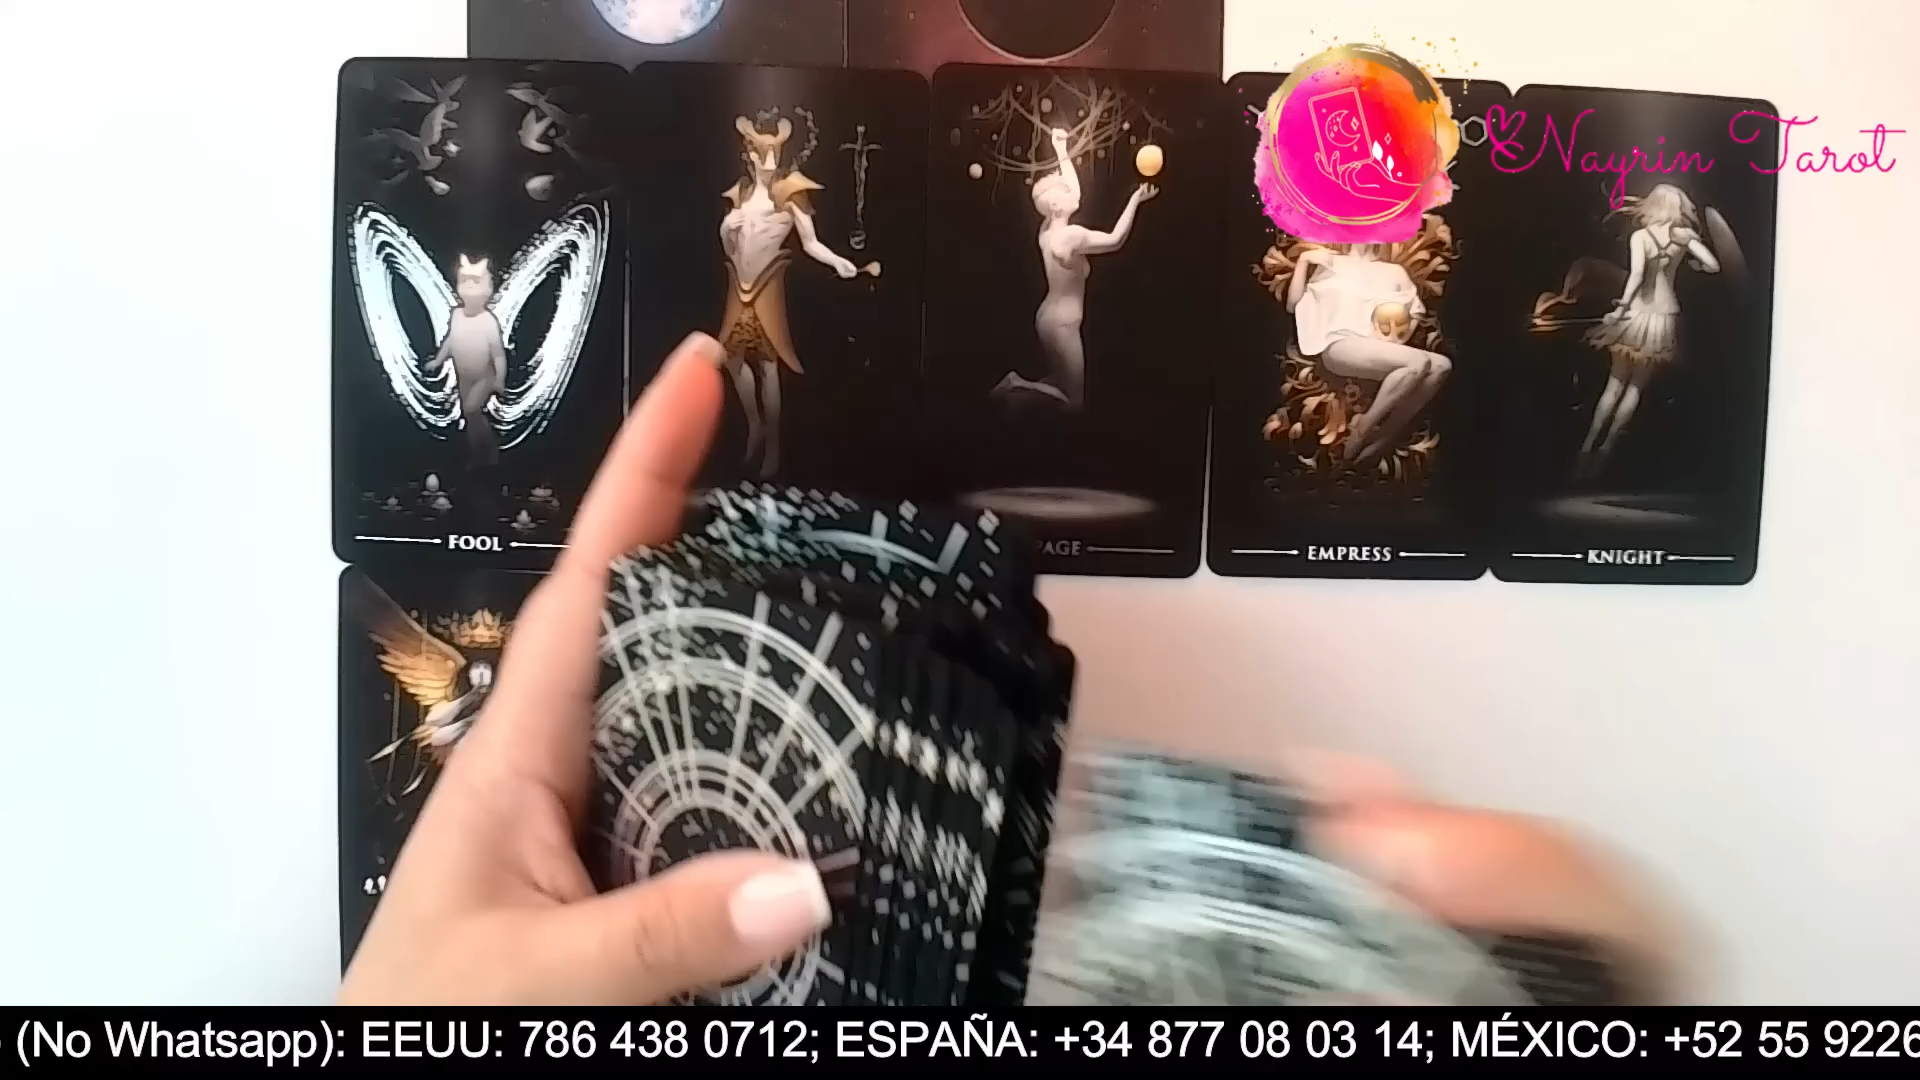 Nayrin Tarot
FOOL
PAGE
EMPRESS
KNIGHT
(No Whatsapp): EEUU: 786 438 0712; ESPAÑA: +34 877 08 03 14; MÉXICO: +52 55 9226